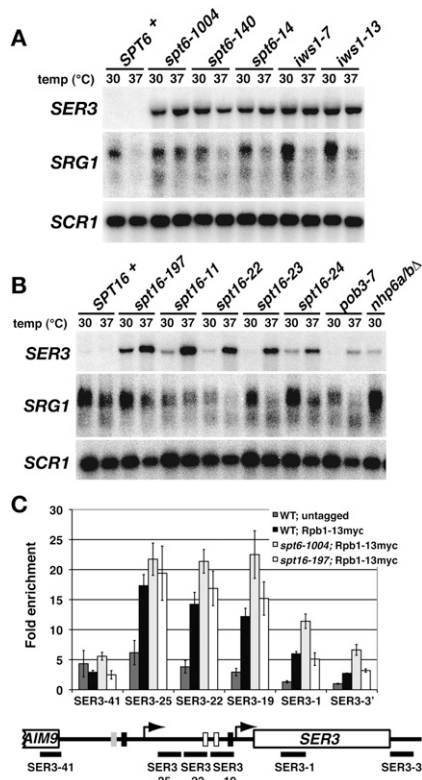 A
SPT6+ spt6-1004 spt6-140 spt6-14 iws1-7 iws1-13
temp (°C) 30 37 30 37 30 37 30 37 30 37 30 37
SER3
SRG1
SCR1
B
SPT16+ spt16-197 spt16-11 spt16-22 spt16-23 spt16-24 pob3-7 nhp6a/bΔ
temp (°C) 30 37 30 37 30 37 30 37 30 37 30 37 30 37 30
SER3
SRG1
SCR1
C
WT; untagged
WT; Rpb1-13myc
spt6-1004; Rpb1-13myc
spt16-197; Rpb1-13myc
Fold enrichment
30
25
20
15
10
5
0
SER3-41 SER3-25 SER3-22 SER3-19 SER3-1 SER3-3'
AIM9 SER3
SER3-41 SER3 SER3 SER3 SER3-1 SER3-3